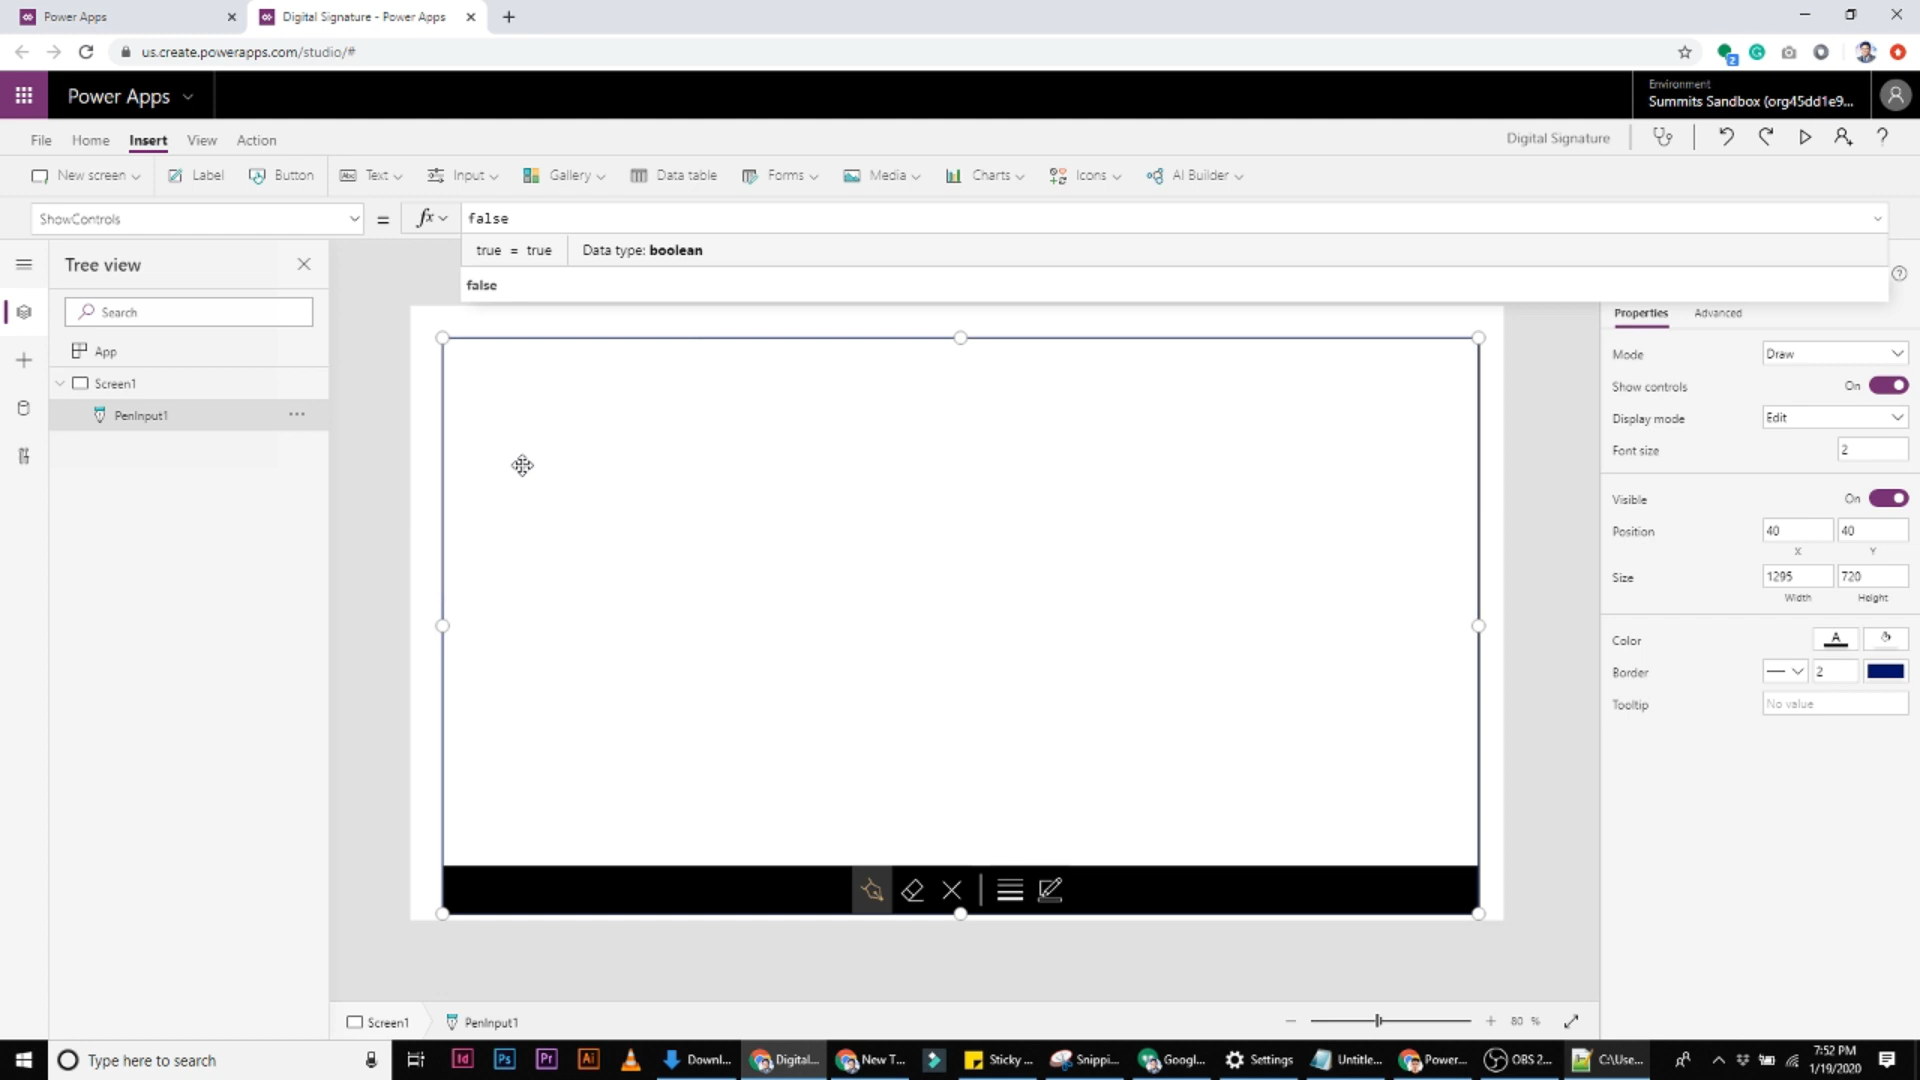 Power Apps
Digital Signature - Power Apps
us.create.powerapps.com/studio/#
2
Power Apps
Environment
Summits Sandbox (org45dd1e9...
File Home Insert View Action
Digital Signature
New screen Label Button Text Input Gallery Data table Forms Media Charts Icons AI Builder
ShowControls = fx false
true = true Data type: boolean
false
Tree view
Search
App
Screen1
PenInput1
Properties Advanced
Mode Draw
Show controls On
Display mode Edit
Font size 2
Visible On
Position 40 40
X Y
Size 1295 720
Width Height
Color A
Border 2
Tooltip No value
Screen1 PenInput1
80 %
Type here to search
Id Ps Pr Ai
Downl...
Digital...
New T...
Sticky ...
Snippi...
Googl...
Settings
Untitle...
Power...
OBS 2...
C:\Use...
7:52 PM
1/19/2020